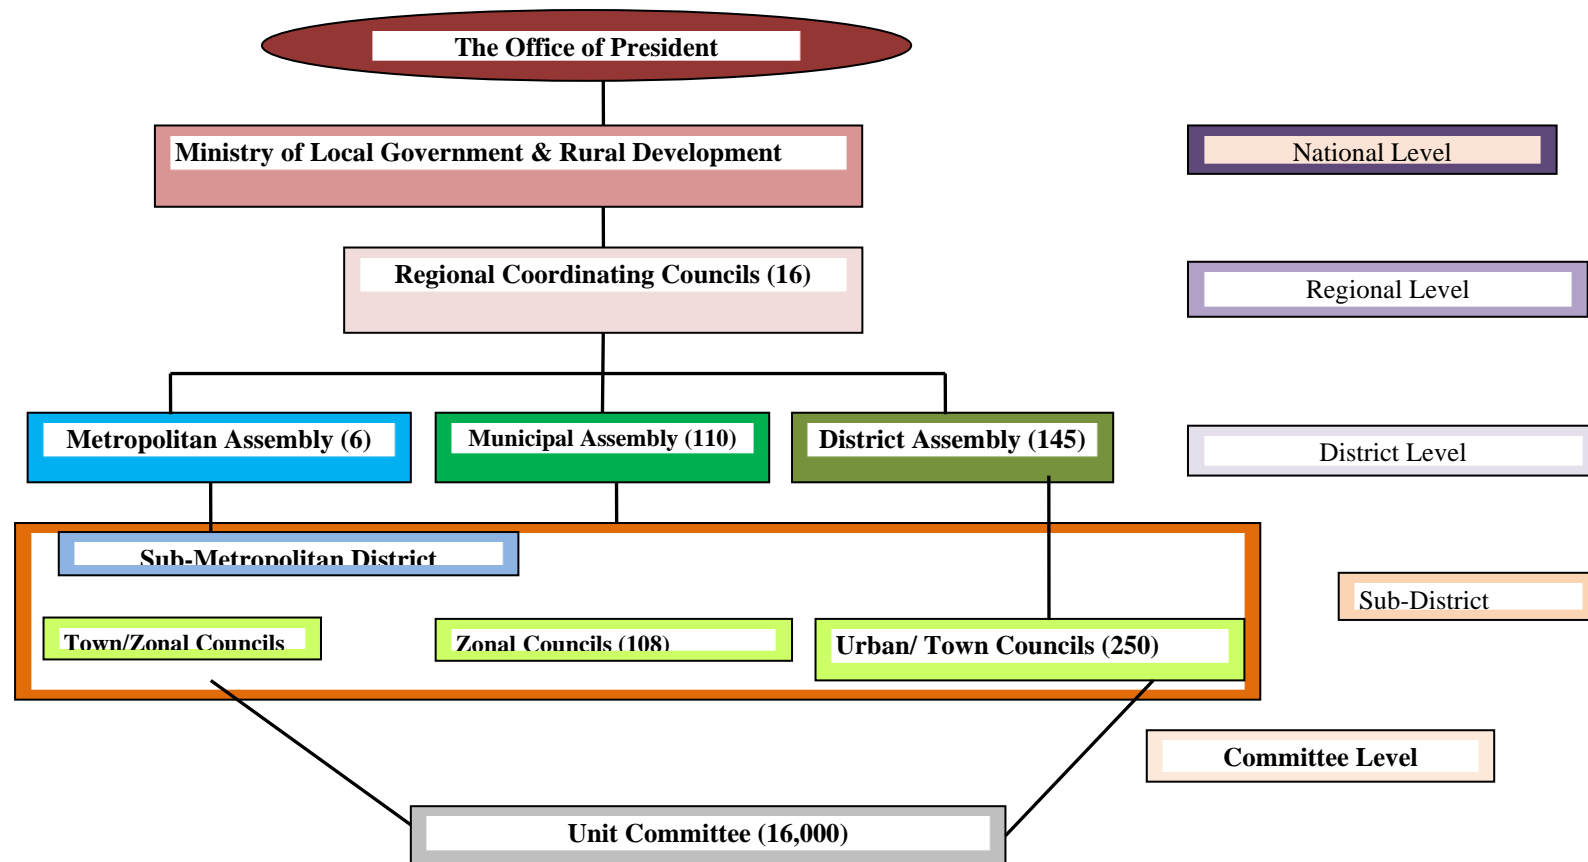 The Office of President
Ministry of Local Government & Rural Development
National Level
Regional Coordinating Councils (16)
Regional Level
Metropolitan Assembly (6)
Municipal Assembly (110)
District Assembly (145)
District Level
Sub-Metropolitan District
Sub-District
Town/Zonal Councils
Zonal Councils (108)
Urban/ Town Councils (250)
Committee Level
Unit Committee (16,000)